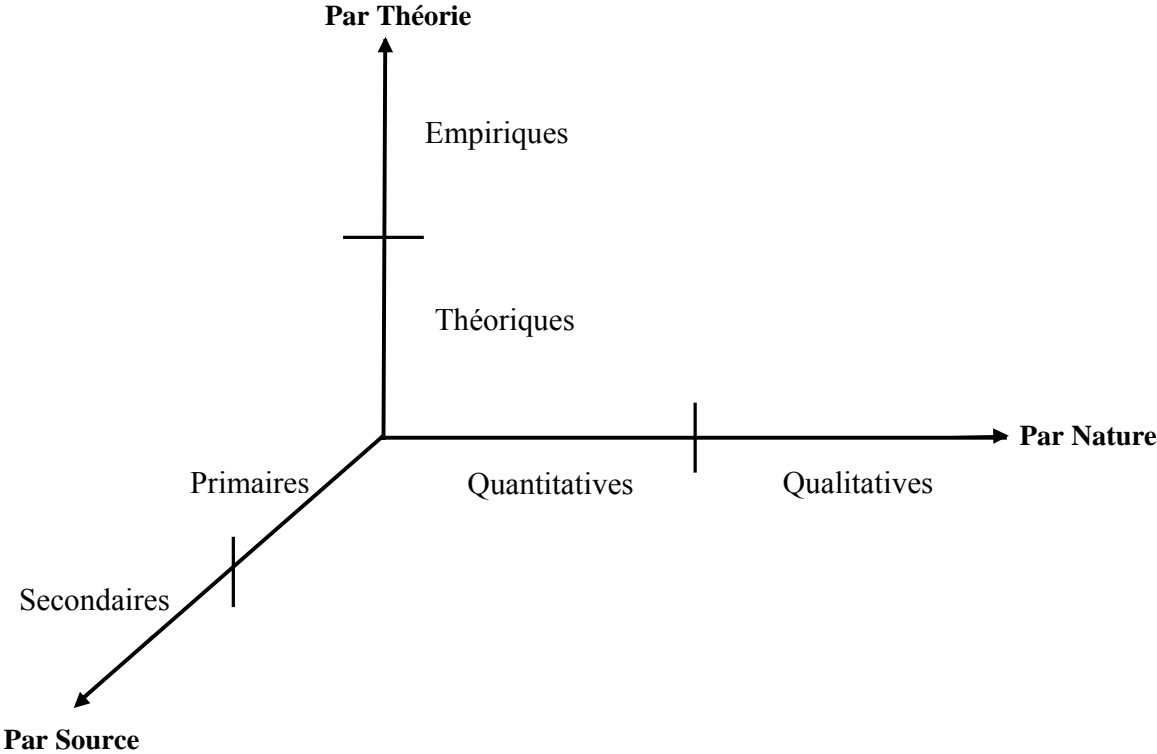 Par Théorie
Empiriques
Théoriques
Par Nature
Primaires
Quantitatives
Qualitatives
Secondaires
Par Source